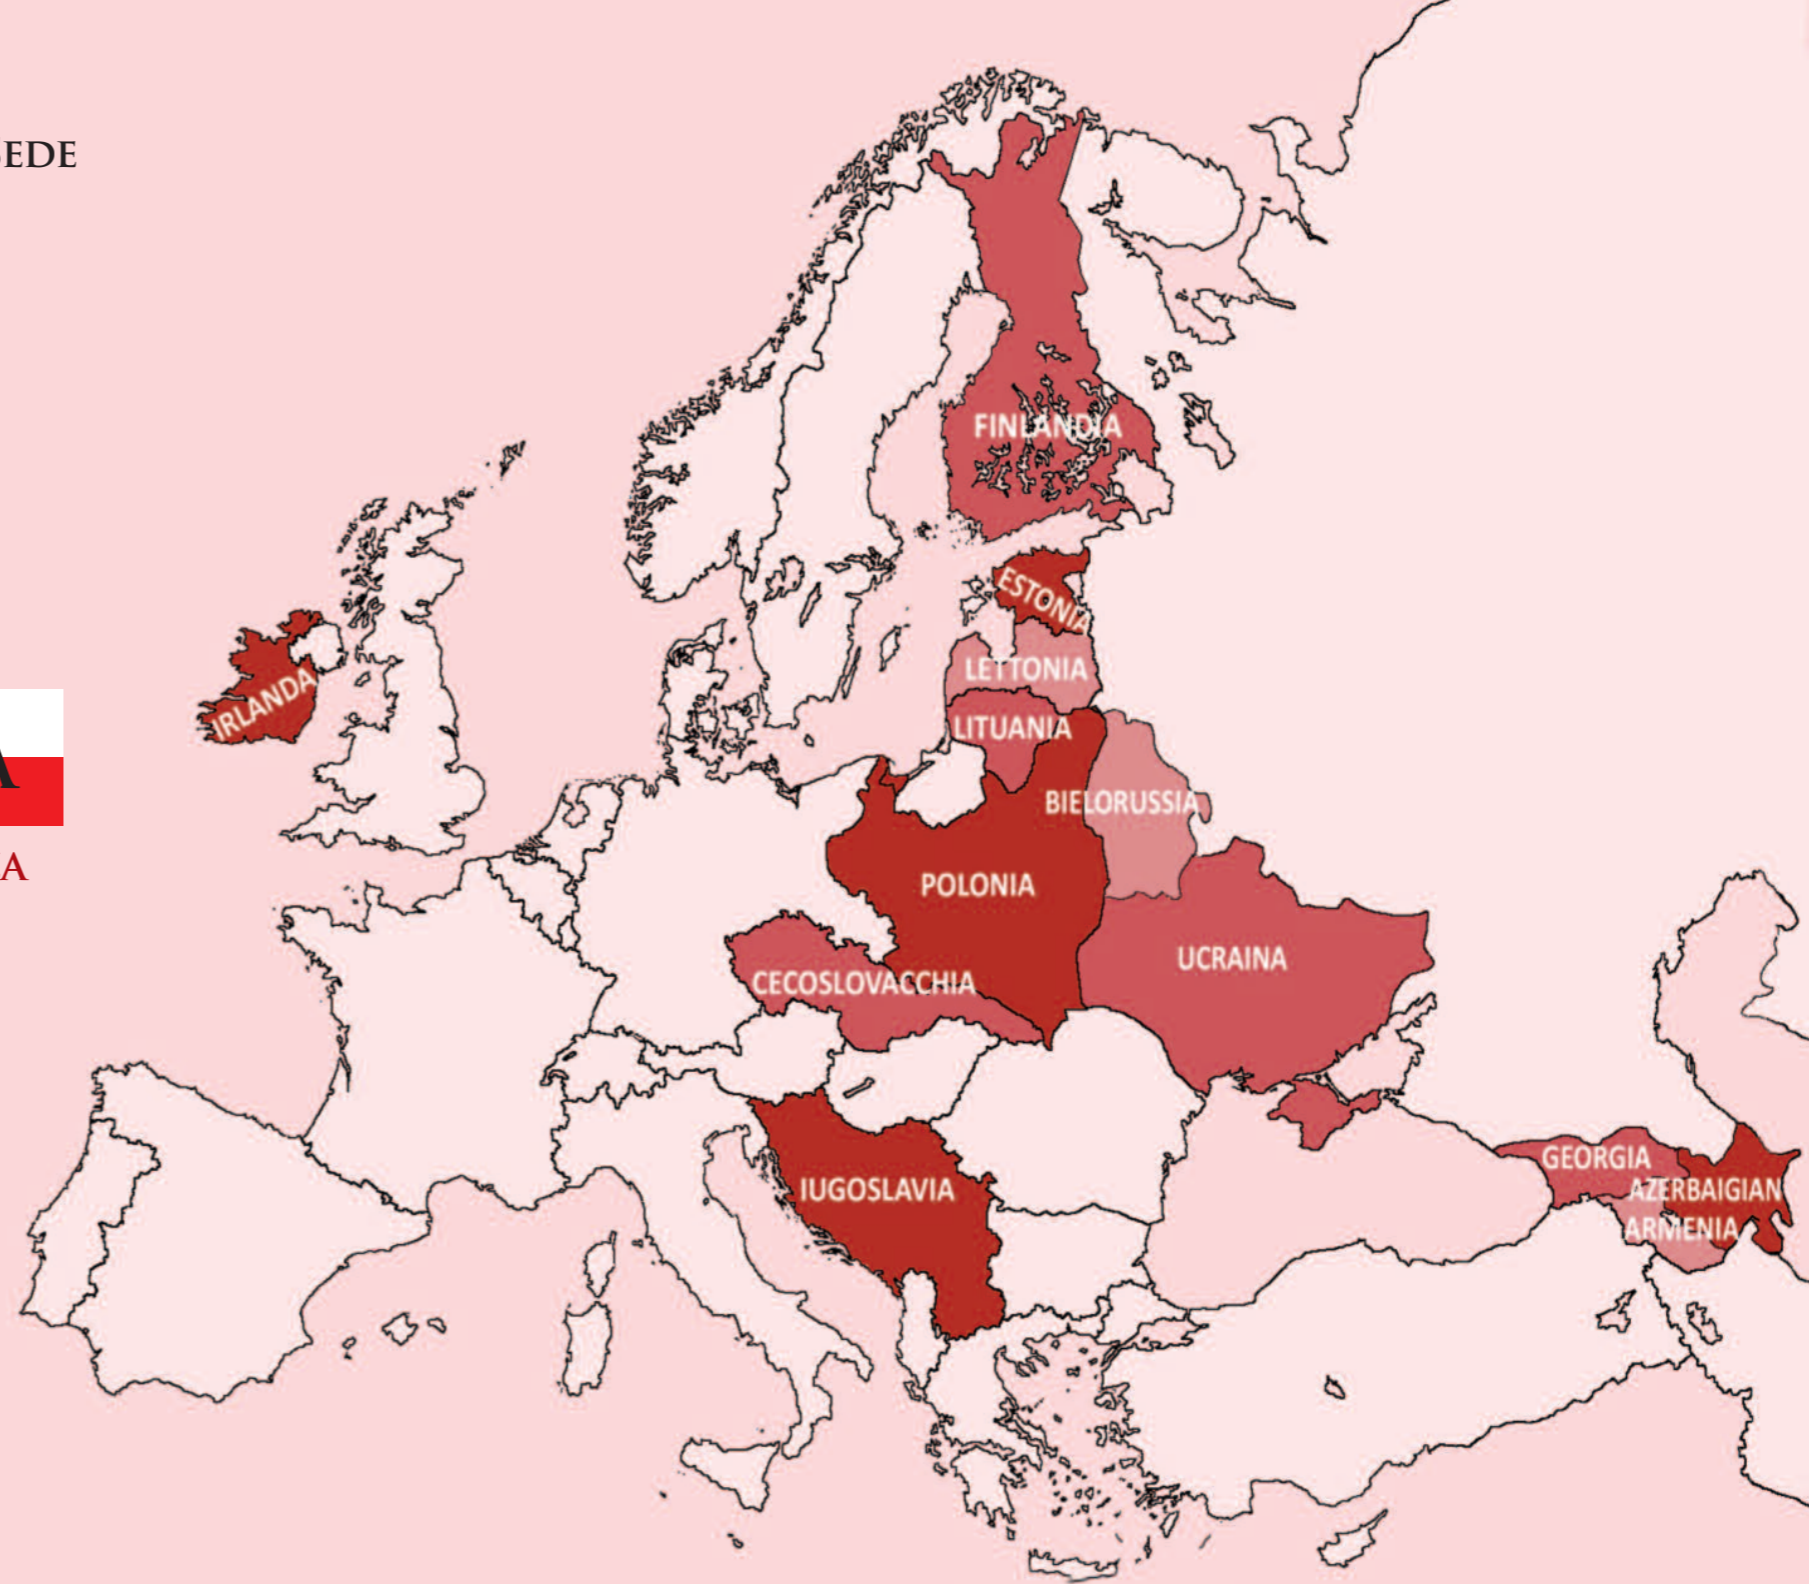 EDE
FINLANDIA
ESTONIA
LETTONIA
IRLANDA
LITUANIA
A
BIELORUSSIA
A
POLONIA
UCRAINA
CECOSLOVACCHIA
GEORGIA
IUGOSLAVIA
AZERBAIGIAN
ARMENIA